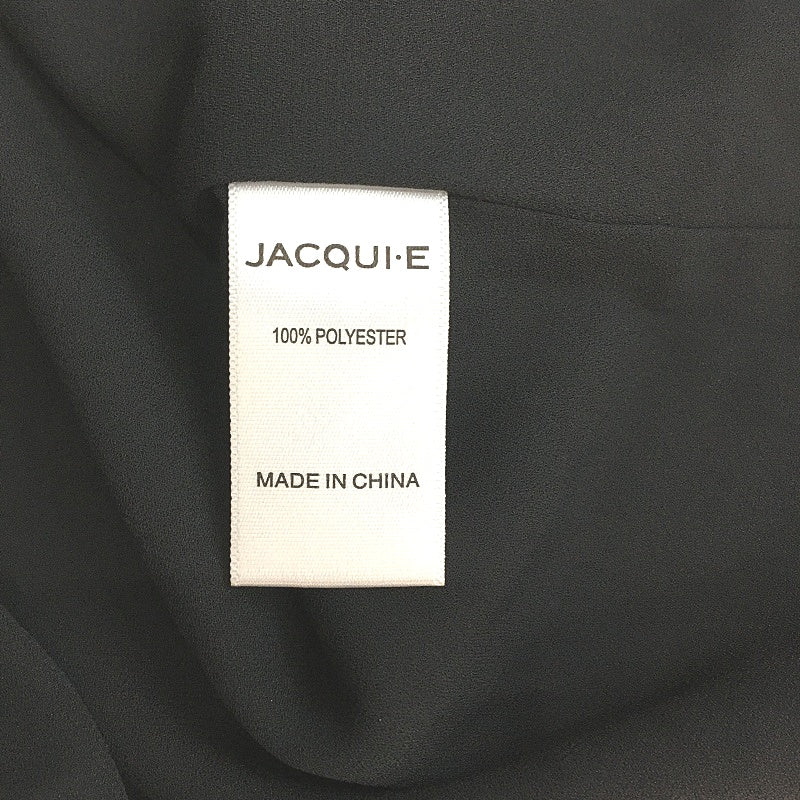 JACQUI·E
100% POLYESTER
MADE IN CHINA